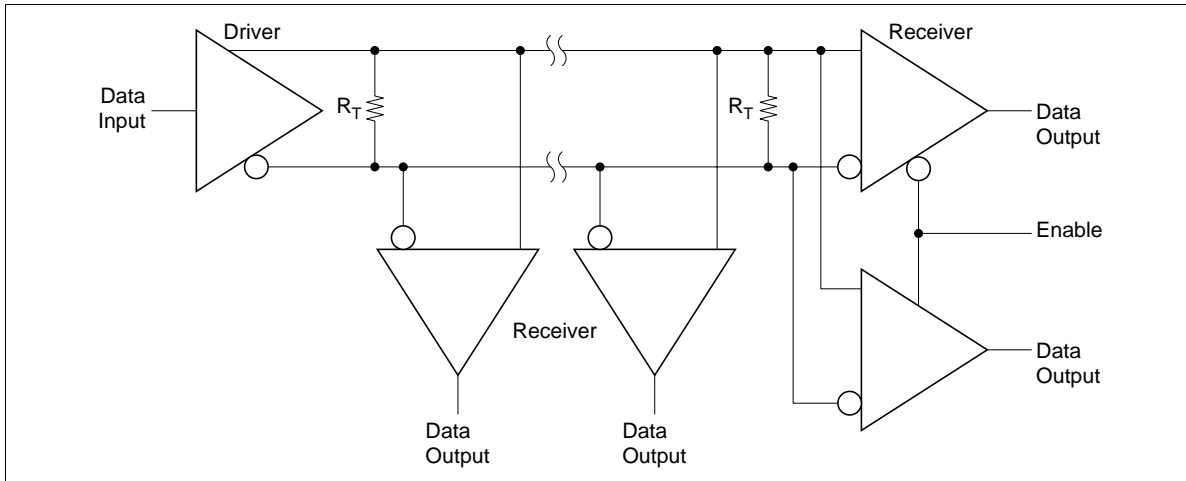 Driver
Receiver
Data
Input
R_T
R_T
Data
Output
Enable
Receiver
Data
Output
Data
Output
Data
Output